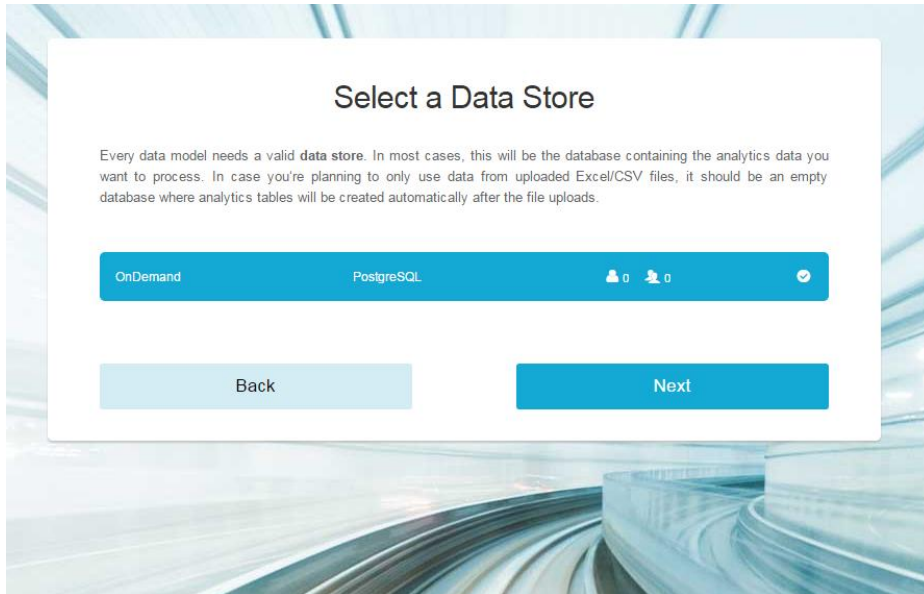 Select a Data Store
Every data model needs a valid data store. In most cases, this will be the database containing the analytics data you
want to process. In case you're planning to only use data from uploaded Excel/CSV files, it should be an empty
database where analytics tables will be created automatically after the file uploads.
OnDemand PostgreSQL 0 0
Back Next